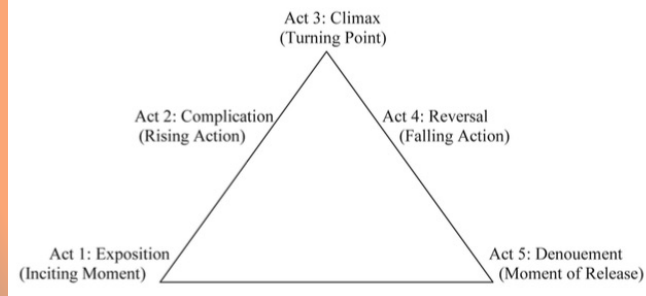 Act 3: Climax
(Turning Point)
Act 2: Complication
(Rising Action)
Act 4: Reversal
(Falling Action)
Act 1: Exposition
(Inciting Moment)
Act 5: Denouement
(Moment of Release)